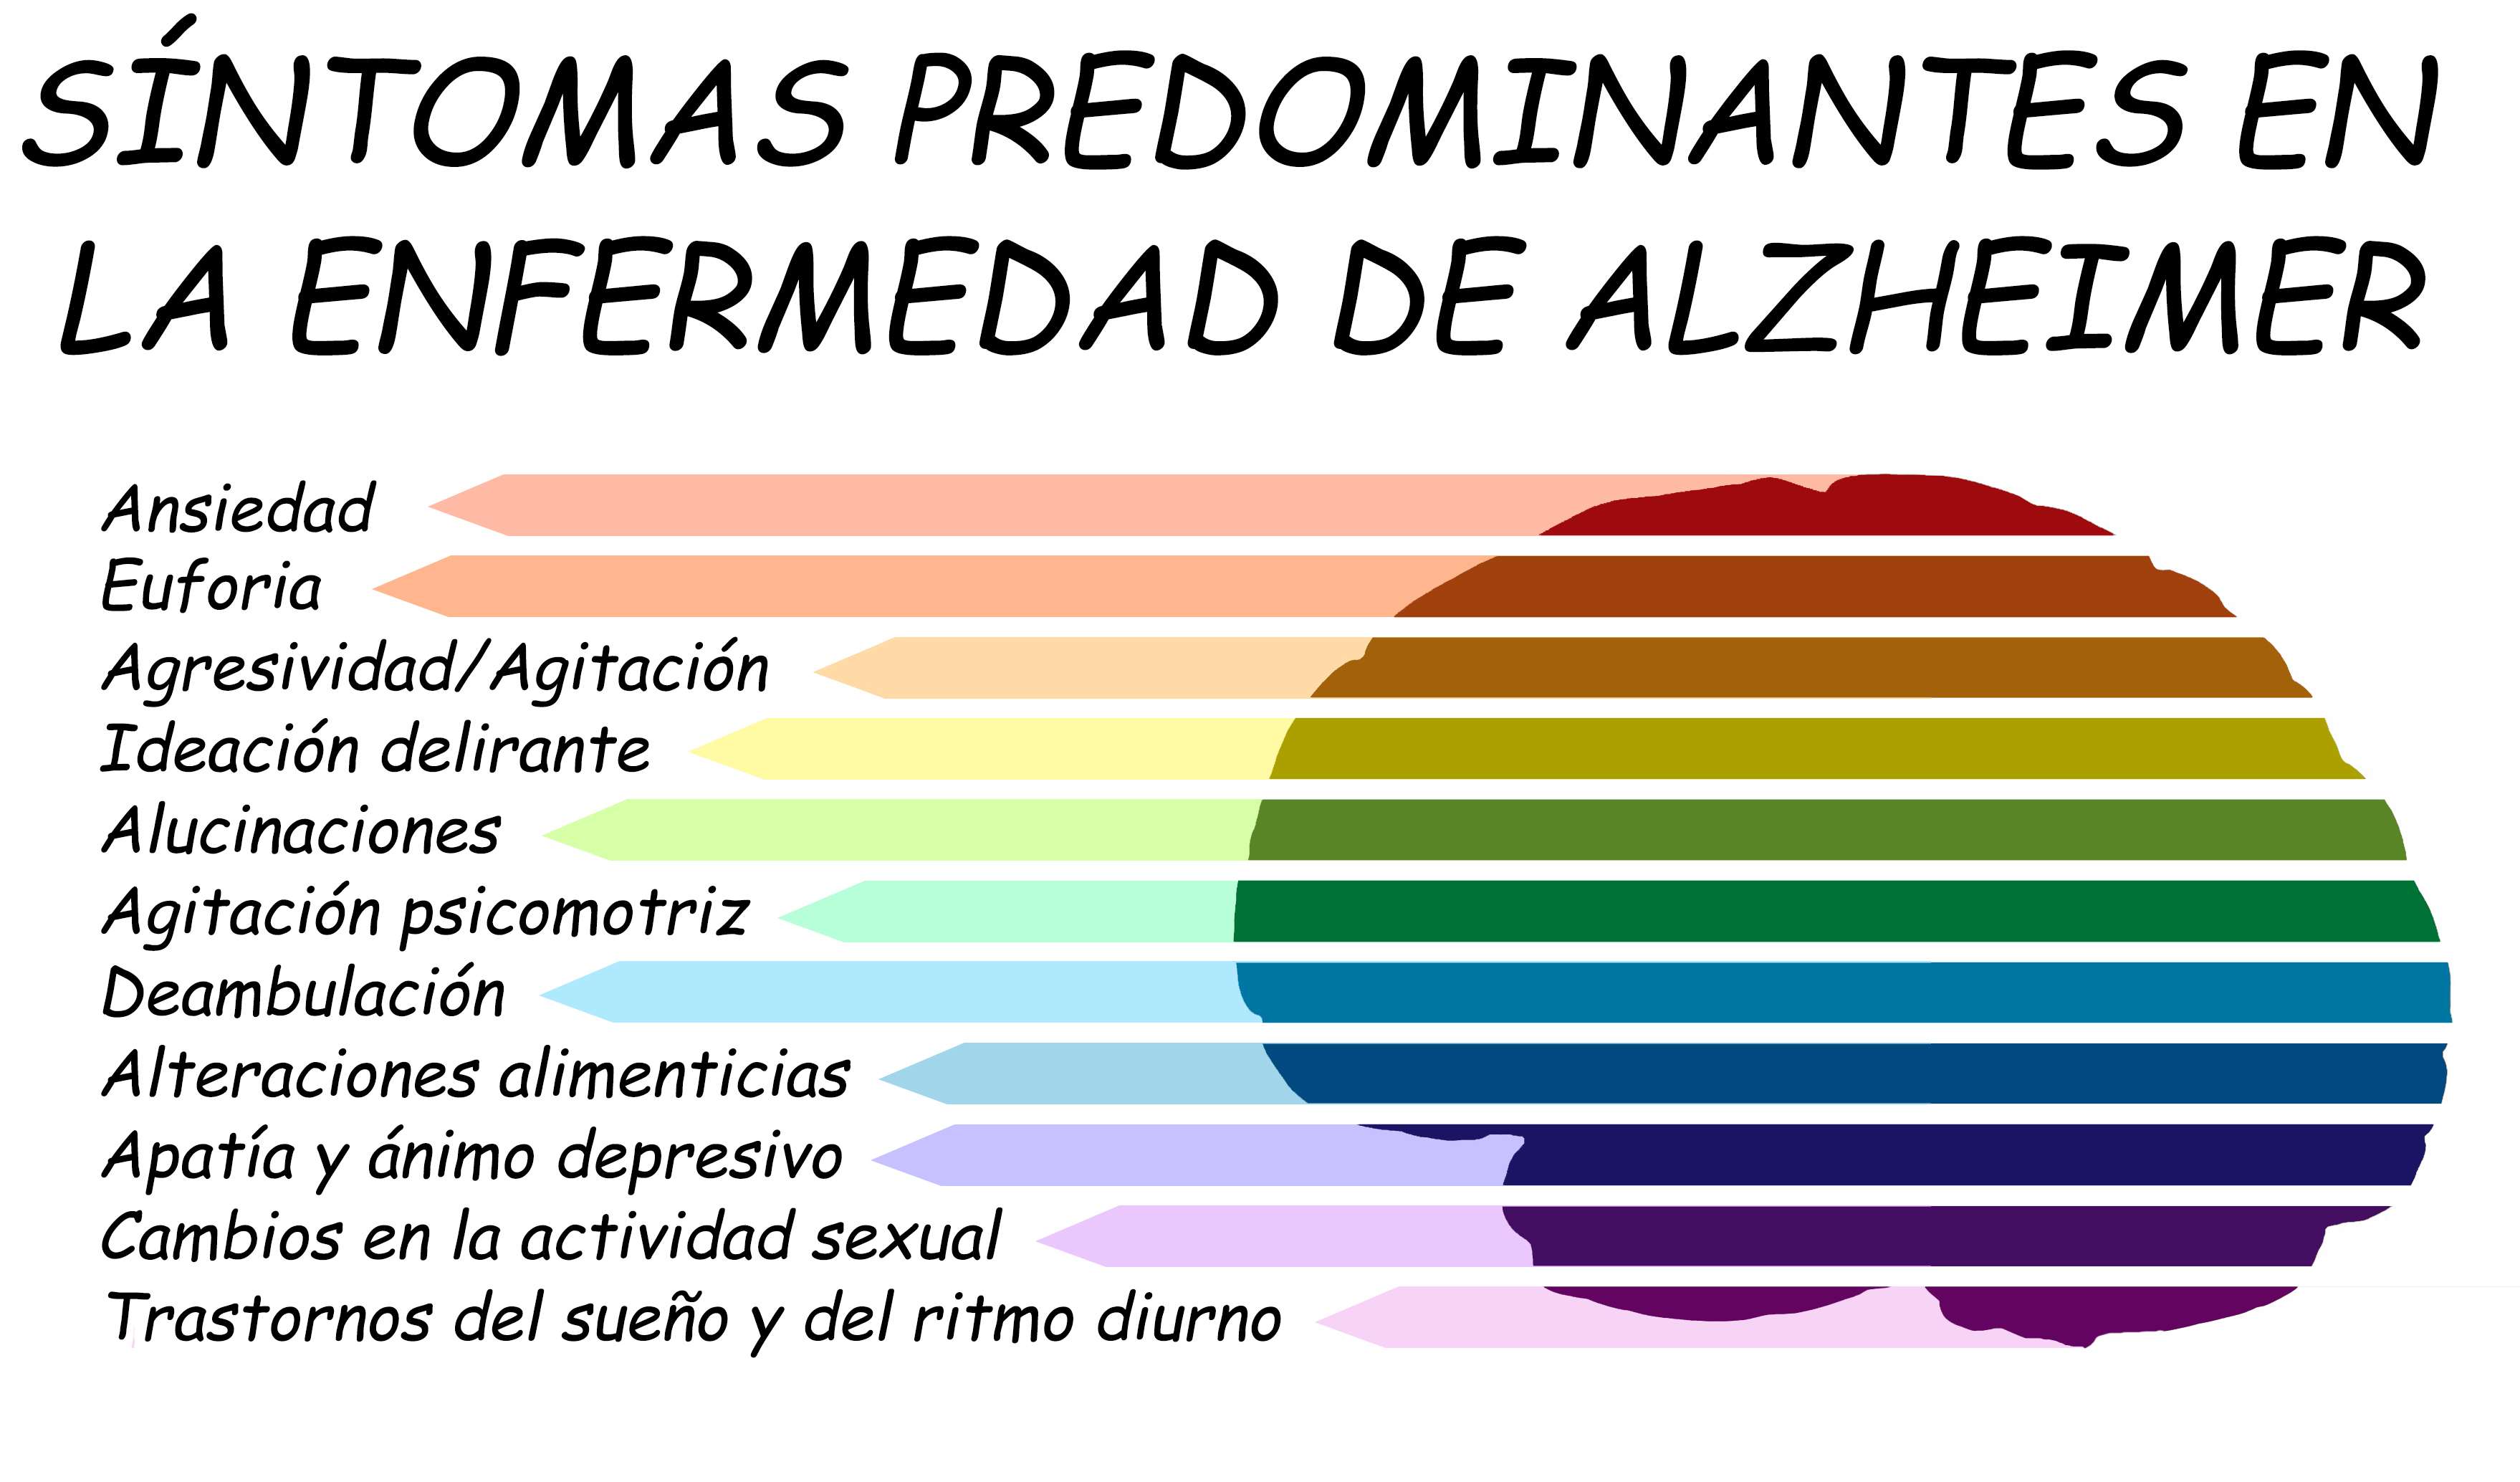 SÍNTOMAS PREDOMINANTES EN
LA ENFERMEDAD DE ALZHEIMER
Ansiedad
Euforia
Agresividad//Agitación
Ideación delirante
Alucinaciones
Agitación psicomotriz
Deambulación
Alteraciones alimenticias
Apatía y ánimo depresivo
Cambios en la actividad sexual
Trastornos del sueño y del ritmo diurno